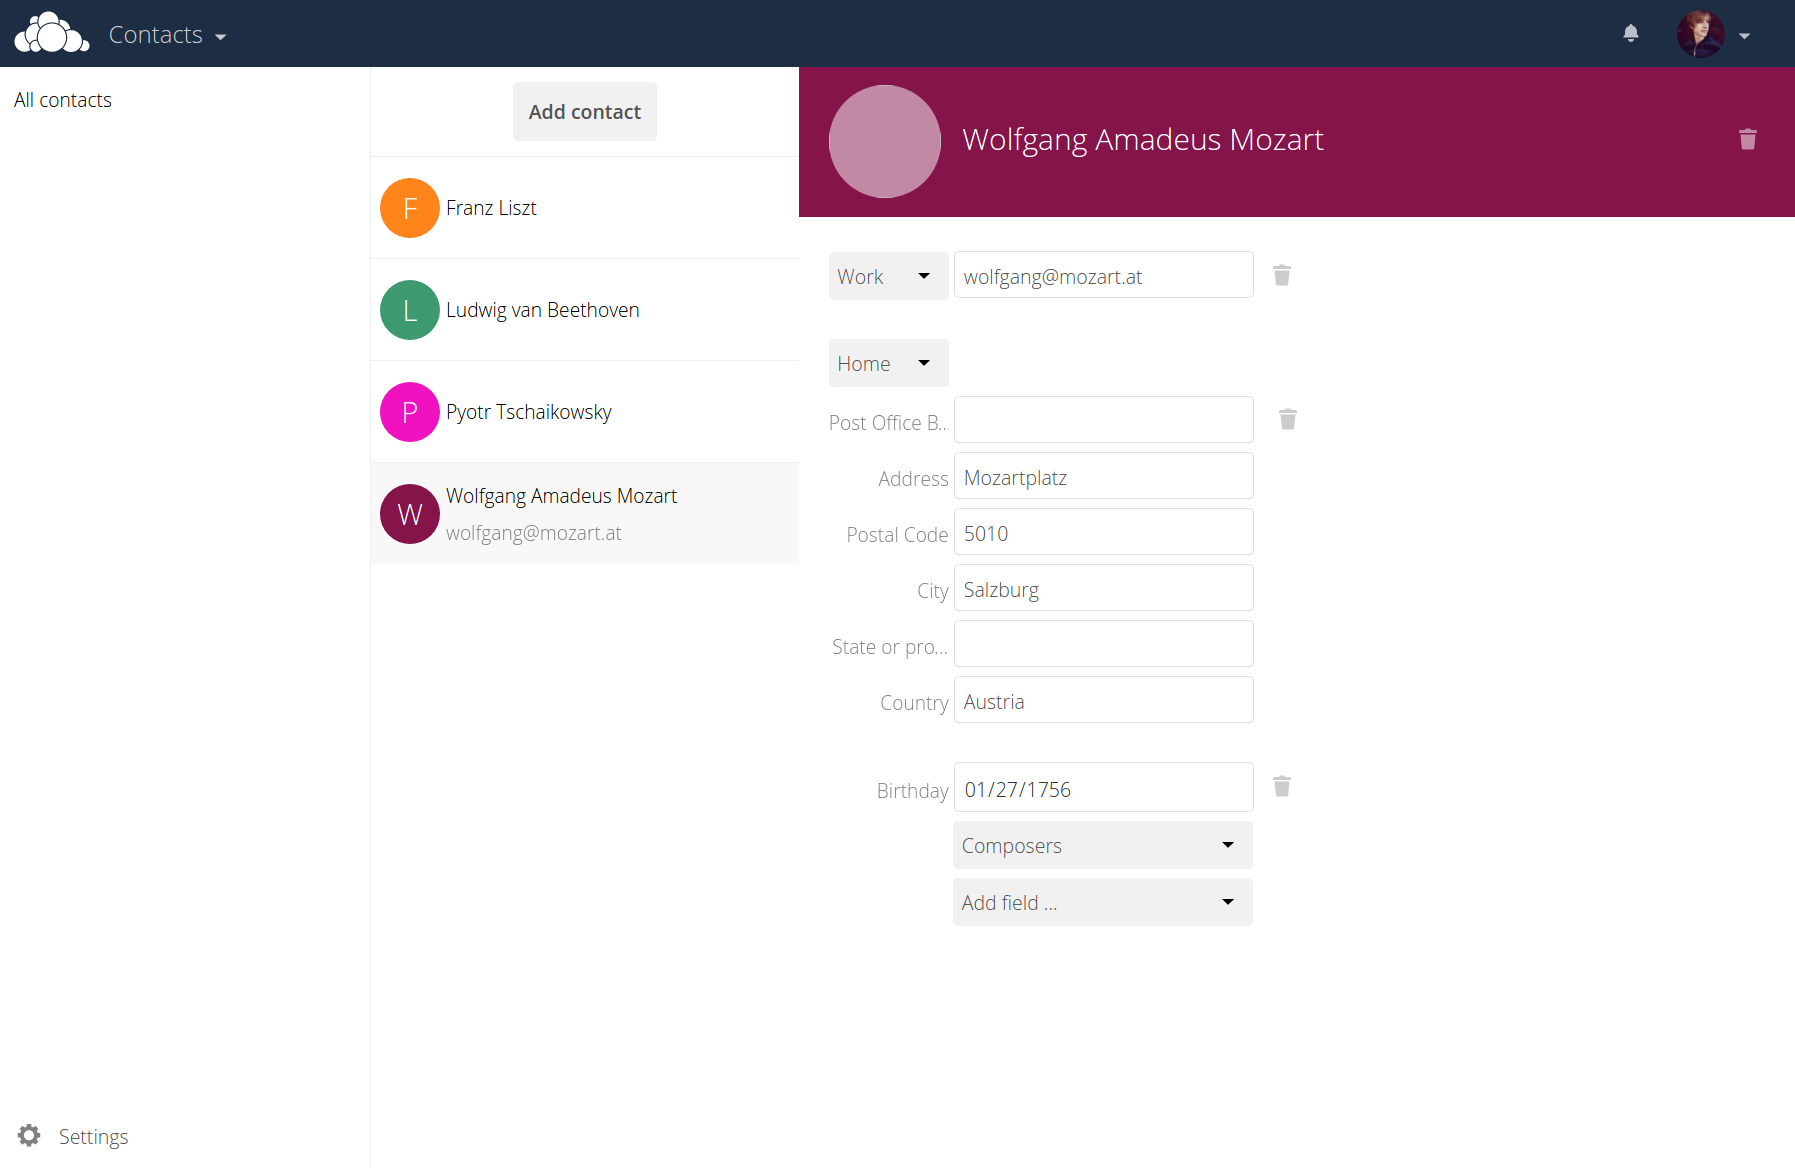 Contacts
All contacts
Add contact
F Franz Liszt
L Ludwig van Beethoven
P Pyotr Tschaikowsky
W Wolfgang Amadeus Mozart
wolfgang@mozart.at
Settings
Wolfgang Amadeus Mozart
Work wolfgang@mozart.at
Home
Post Office B...
Address Mozartplatz
Postal Code 5010
City Salzburg
State or pro...
Country Austria
Birthday 01/27/1756
Composers
Add field ...